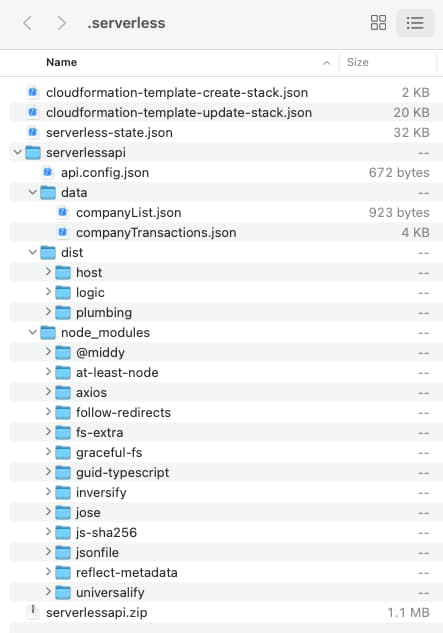 .serverless
Name Size
cloudformation-template-create-stack.json 2 KB
cloudformation-template-update-stack.json 20 KB
serverless-state.json 32 KB
serverlessapi --
api.config.json 672 bytes
data --
companyList.json 923 bytes
companyTransactions.json 4 KB
dist --
host --
logic --
plumbing --
node_modules --
@middy --
at-least-node --
axios --
follow-redirects --
fs-extra --
graceful-fs --
guid-typescript --
inversify --
jose --
js-sha256 --
jsonfile --
reflect-metadata --
universalify --
serverlessapi.zip 1.1 MB